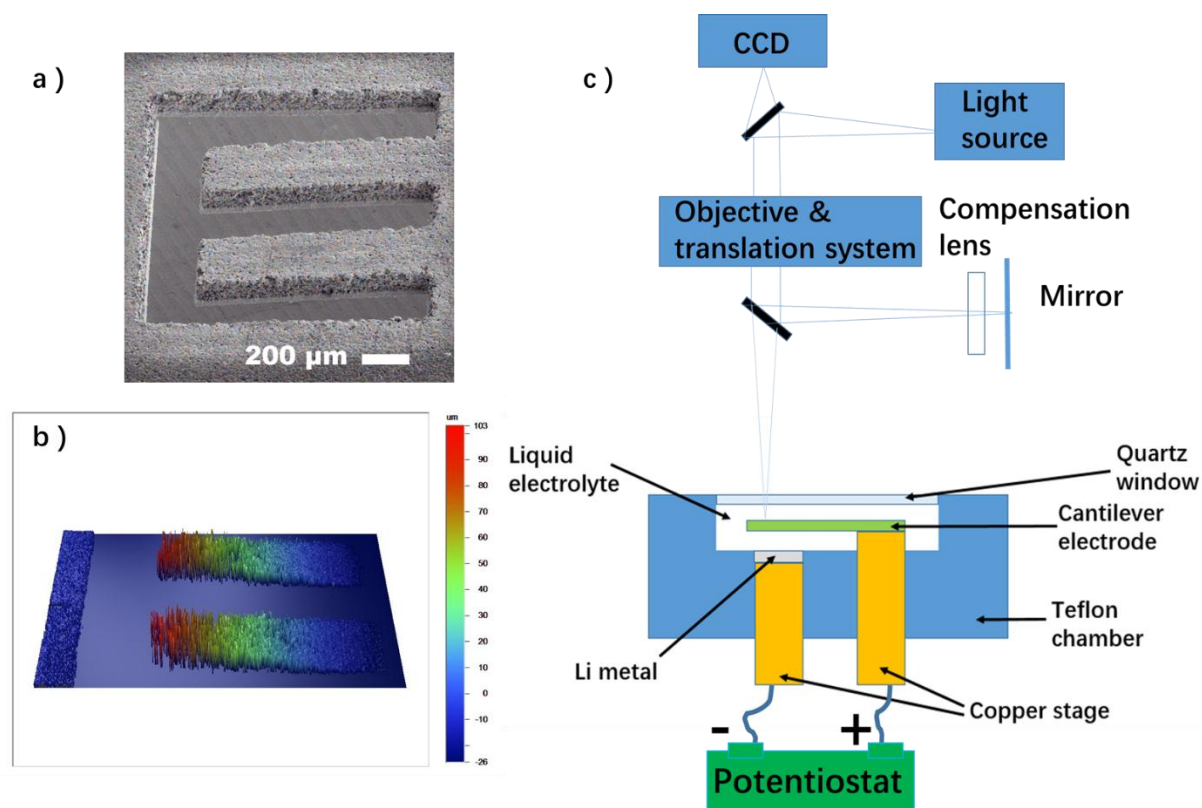 a )
200 μm
b )
um
103
90
80
70
60
50
40
30
20
10
0
-10
-26
c )
CCD
Light
source
Objective &
translation system
Compensation
lens
Mirror
Liquid
electrolyte
Quartz
window
Cantilever
electrode
Teflon
chamber
Li metal
Copper stage
-
+
Potentiostat